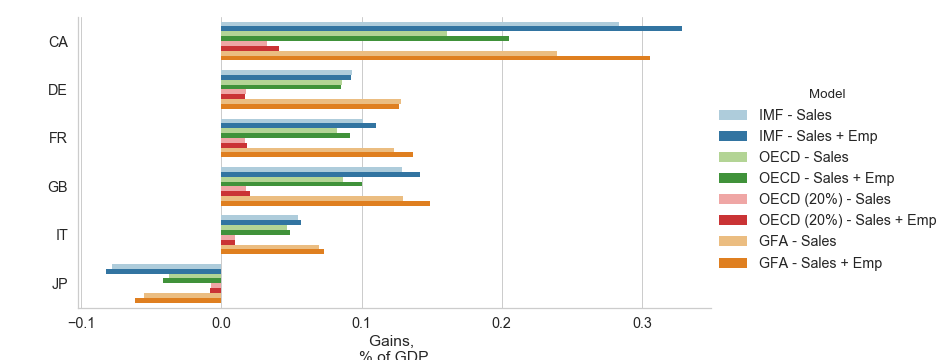 CA
DE
FR
GB
IT
JP
−0.1
0.0
0.1
0.2
0.3
Gains,
% of GDP
Model
IMF - Sales
IMF - Sales + Emp
OECD - Sales
OECD - Sales + Emp
OECD (20%) - Sales
OECD (20%) - Sales + Emp
GFA - Sales
GFA - Sales + Emp